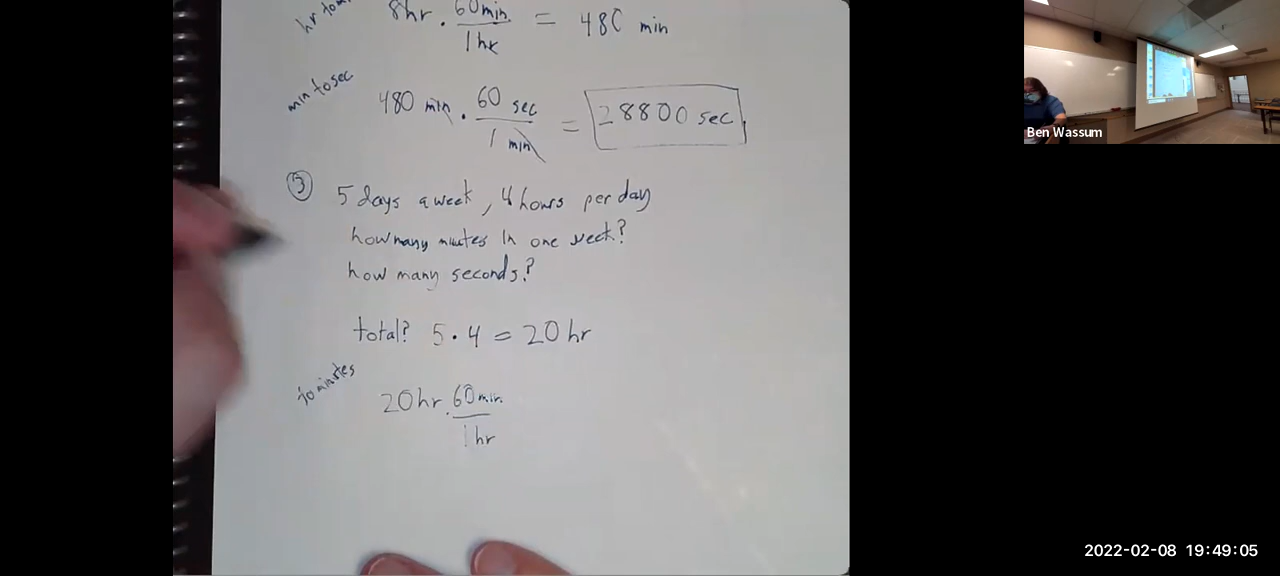 8hr · 60min / 1hr = 480 min
min to sec
480 min · 60 sec / 1 min = 28800 sec
③ 5 days a week, 4 hours per day
how many minutes in one week?
how many seconds?
total? 5 · 4 = 20 hr
to minutes
20hr · 60min. / 1hr
Ben Wassum
2022-02-08 19:49:05